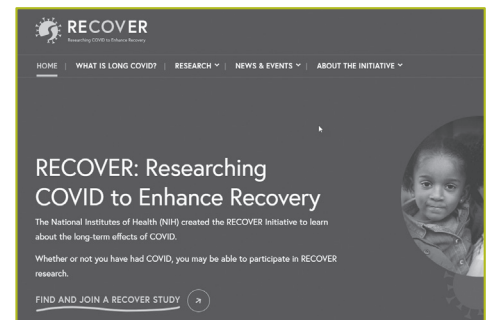 RECOVER
Researching COVID to Enhance Recovery
HOME | WHAT IS LONG COVID? | RESEARCH | NEWS & EVENTS | ABOUT THE INITIATIVE
RECOVER: Researching
COVID to Enhance Recovery
The National Institutes of Health (NIH) created the RECOVER Initiative to learn
about the long-term effects of COVID.
Whether or not you have had COVID, you may be able to participate in RECOVER
research.
FIND AND JOIN A RECOVER STUDY